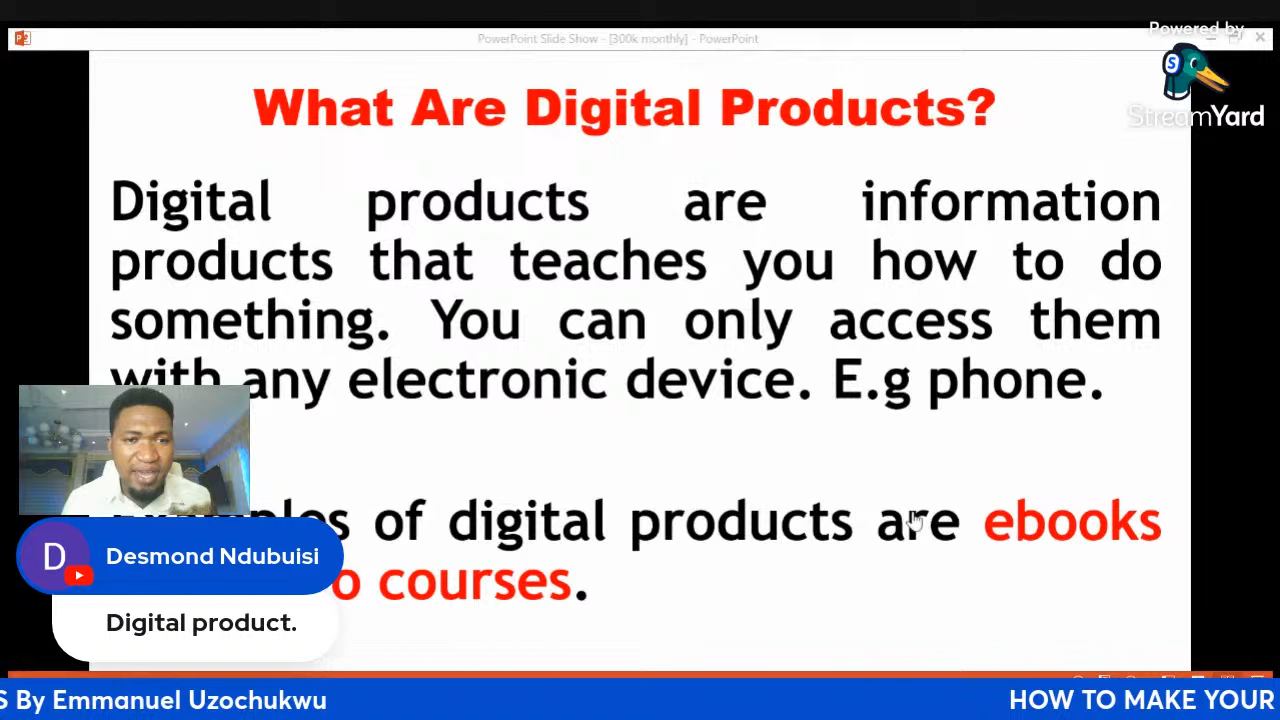 PowerPoint Slide Show - [300k monthly] - PowerPoint
Powered by
S
StreamYard
What Are Digital Products?
Digital products are information
products that teaches you how to do
something. You can only access them
with any electronic device. E.g phone.
Examples of digital products are ebooks
o courses.
D
Desmond Ndubuisi
Digital product.
S By Emmanuel Uzochukwu
HOW TO MAKE YOUR